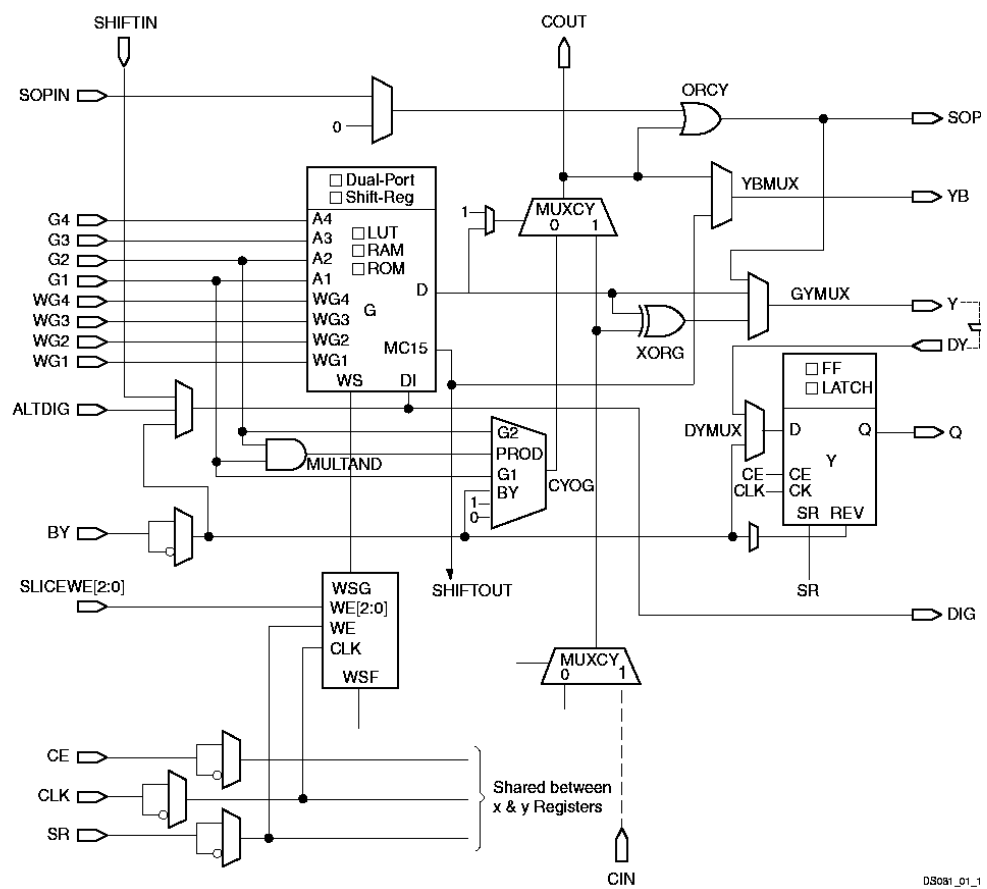 SHIFTIN
COUT
SOPIN
0
ORCY
SOP
Dual-Port
Shift-Reg
YBMUX
YB
G4
A4
LUT
1
MUXCY
0 1
G3
A3
RAM
G2
A2
ROM
G1
A1
D
WG4
WG4
G
GYMUX
Y
WG3
WG3
WG2
WG2
MC15
XORG
DY
WG1
WG1
WS
DI
FF
LATCH
ALTDIG
G2
DYMUX
D
Q
Q
PROD
MULTAND
Y
G1
CYOG
CE
CE
BY
CLK
CK
1
0
SR REV
BY
SHIFTOUT
SR
SLICEWE[2:0]
WSG
WE[2:0]
WE
CLK
WSF
DIG
MUXCY
0 1
CE
CLK
SR
Shared between
x & y Registers
CIN